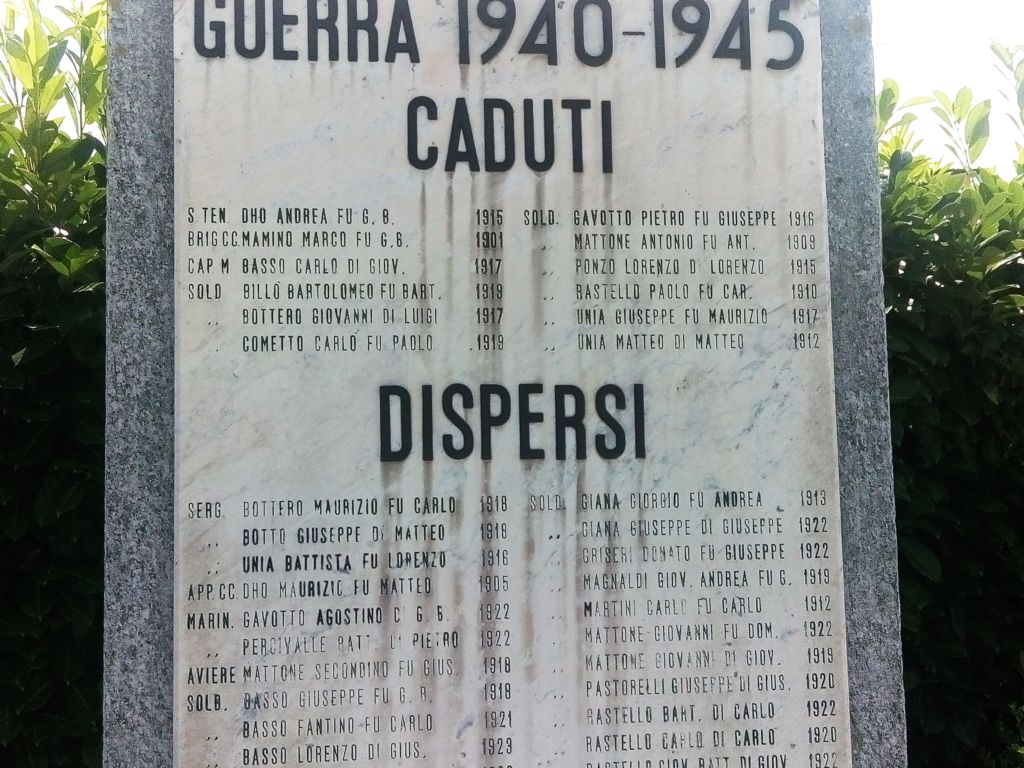 GUERRA 1940-1945
CADUTI
S.TEN DHO ANDREA FU G. B. 1915
BRIG.CC. MAMINO MARCO FU G.B. 1901
CAP.M BASSO CARLO DI GIOV. 1917
SOLD BILLÒ BARTOLOMEO FU BART. 1919
,, BOTTERO GIOVANNI DI LUIGI 1917
,, COMETTO CARLO FU PAOLO 1919
SOLD. GAVOTTO PIETRO FU GIUSEPPE 1916
,, MATTONE ANTONIO FU ANT. 1909
,, PONZO LORENZO DI LORENZO 1915
,, RASTELLO PAOLO FU CAR. 1910
,, UNIA GIUSEPPE FU MAURIZIO 1917
,, UNIA MATTEO DI MATTEO 1912
DISPERSI
SERG. BOTTERO MAURIZIO FU CARLO 1918
,, BOTTO GIUSEPPE DI MATTEO 1918
,, UNIA BATTISTA FU LORENZO 1916
APP.CC. DHO MAURIZIO FU MATTEO 1905
MARIN. GAVOTTO AGOSTINO DI G. B. 1922
,, PERCIVALLE BATT. DI PIETRO 1922
AVIERE MATTONE SECONDINO FU GIUS. 1918
SOLD. BASSO GIUSEPPE FU G. B. 1918
,, BASSO FANTINO FU CARLO 1921
,, BASSO LORENZO DI GIUS. 1923
SOLD. GIANA GIORGIO FU ANDREA 1913
,, GIANA GIUSEPPE DI GIUSEPPE 1922
,, GRISERI DONATO FU GIUSEPPE 1922
,, MAGNALDI GIOV. ANDREA FU G. 1919
,, MARTINI CARLO FU CARLO 1912
,, MATTONE GIOVANNI FU DOM. 1922
,, MATTONE GIOVANNI DI GIOV. 1919
,, PASTORELLI GIUSEPPE DI GIUS. 1920
,, RASTELLO BART. DI CARLO 1922
,, RASTELLO CARLO DI CARLO 1920
RASTELLO GIOV. BATT. DI GIOV. 1922